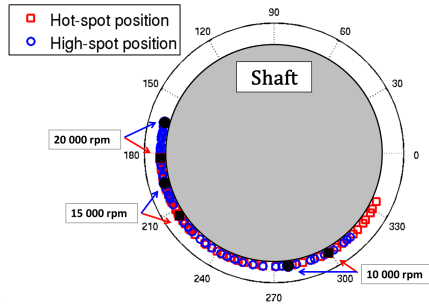 Hot-spot position
High-spot position
90
120
60
150
30
Shaft
20 000 rpm
180
0
15 000 rpm
210
330
240
300
10 000 rpm
270